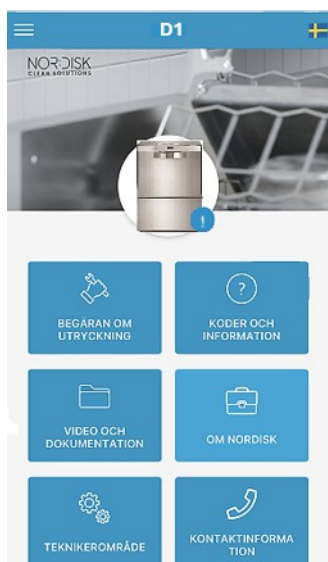 D1
NORDISK
CLEAN SOLUTIONS
BEGÄRAN OM
UTRYCKNING
?
KODER OCH
INFORMATION
VIDEO OCH
DOKUMENTATION
OM NORDISK
TEKNIKEROMRÅDE
KONTAKTINFORMA
TION